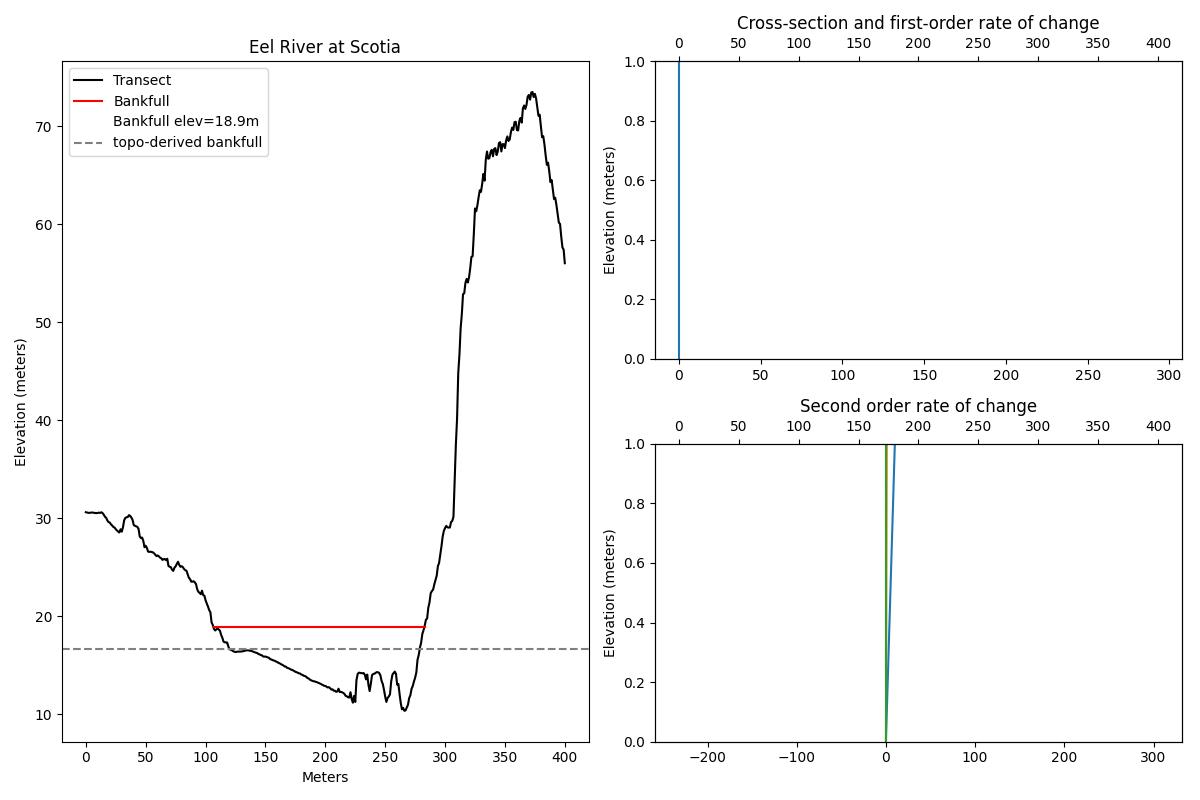 Eel River at Scotia
Transect
Bankfull
Bankfull elev=18.9m
topo-derived bankfull
Elevation (meters)
70
60
50
40
30
20
10
0 50 100 150 200 250 300 350 400
Meters
Cross-section and first-order rate of change
0 50 100 150 200 250 300 350 400
Elevation (meters)
1.0
0.8
0.6
0.4
0.2
0.0
0 50 100 150 200 250 300
Second order rate of change
0 50 100 150 200 250 300 350 400
Elevation (meters)
1.0
0.8
0.6
0.4
0.2
0.0
−200 −100 0 100 200 300